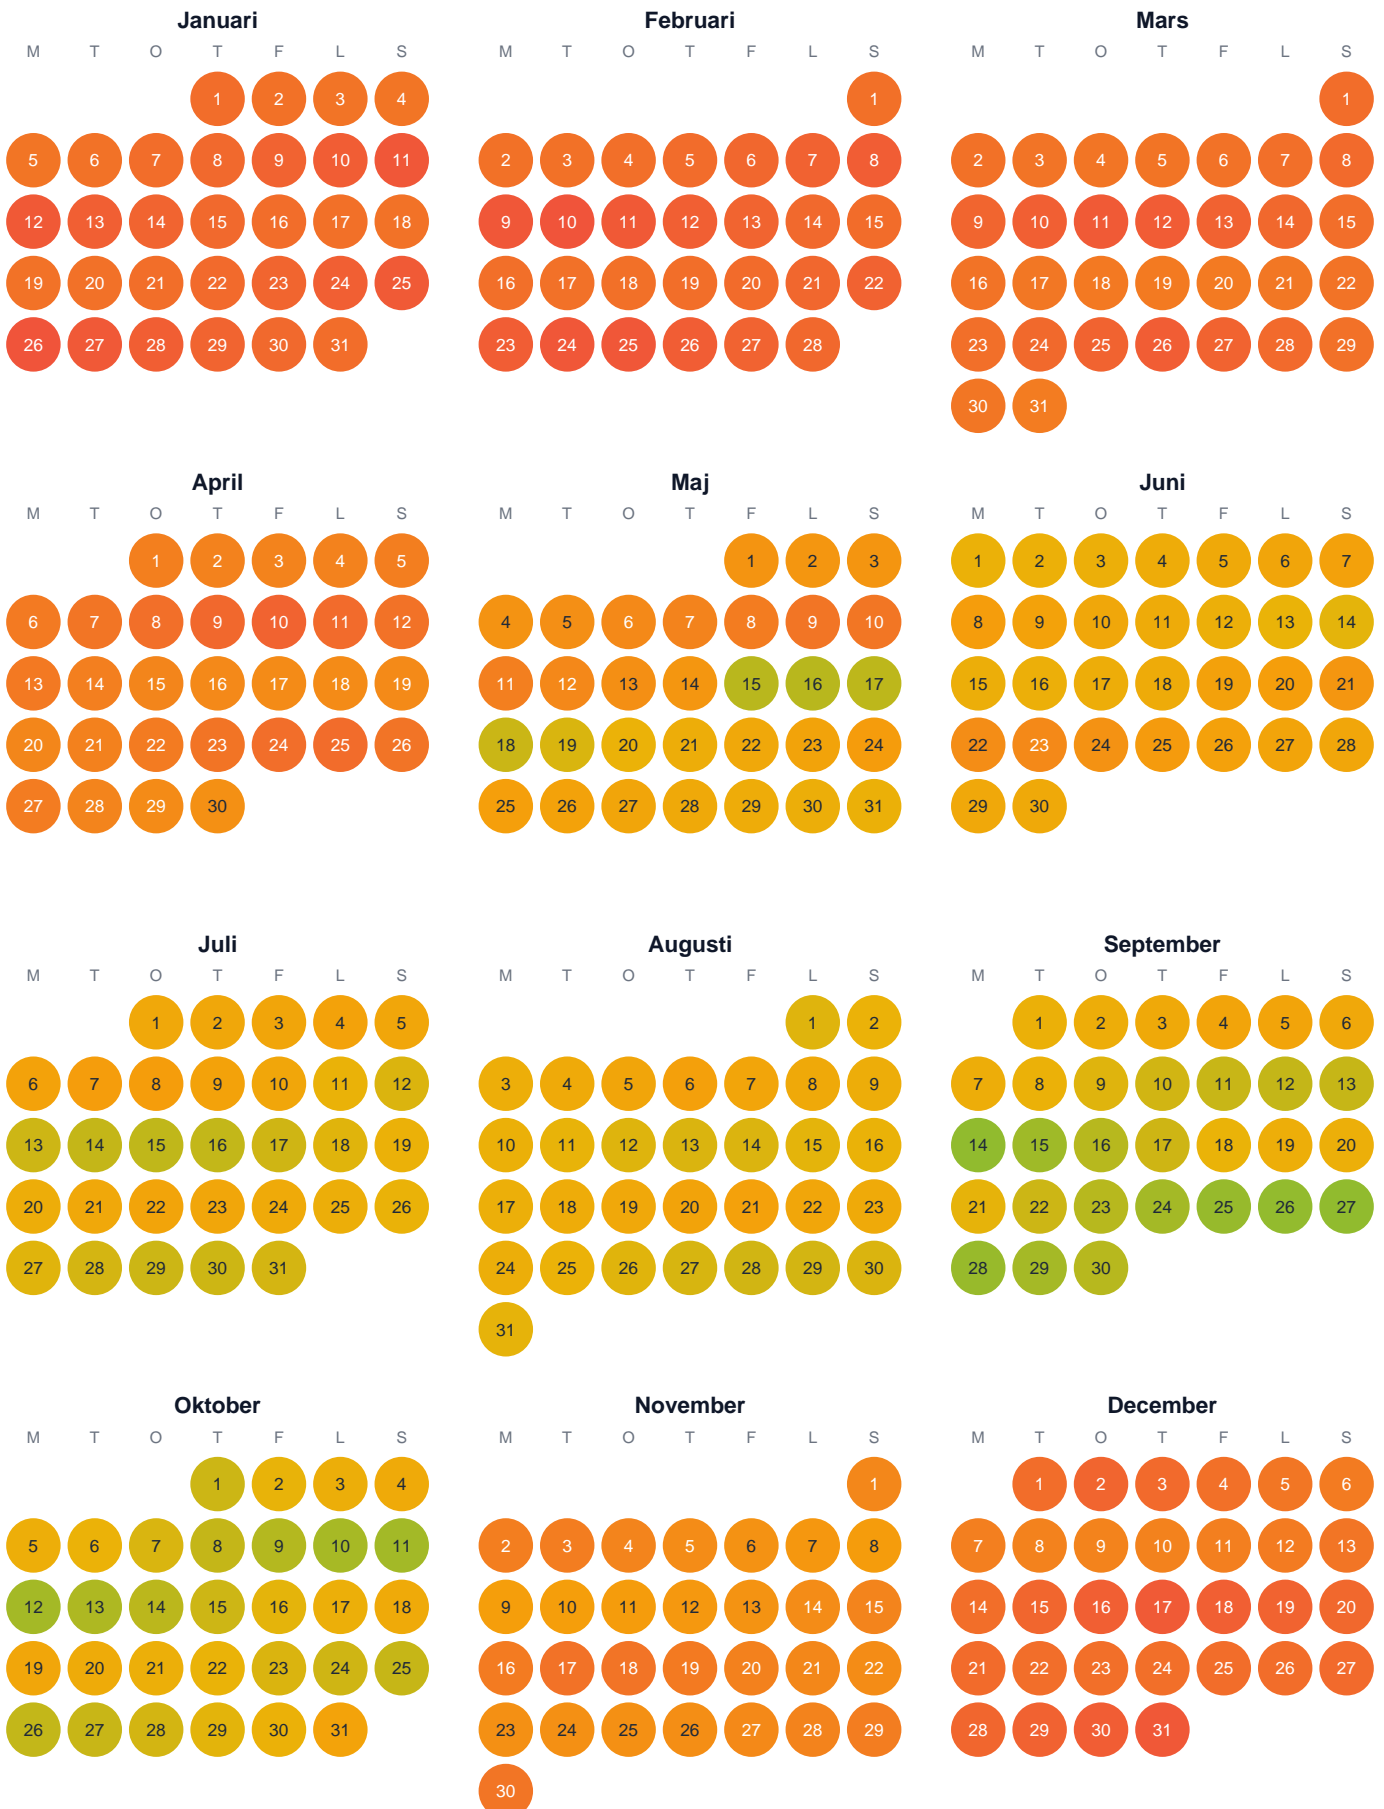 Januari Februari Mars
M T O T F L S M T O T F L S M T O T F L S
1 2 3 4 1 1
5 6 7 8 9 10 11 2 3 4 5 6 7 8 2 3 4 5 6 7 8
12 13 14 15 16 17 18 9 10 11 12 13 14 15 9 10 11 12 13 14 15
19 20 21 22 23 24 25 16 17 18 19 20 21 22 16 17 18 19 20 21 22
26 27 28 29 30 31 23 24 25 26 27 28 23 24 25 26 27 28 29
30 31
April Maj Juni
M T O T F L S M T O T F L S M T O T F L S
1 2 3 4 5 1 2 3 1 2 3 4 5 6 7
6 7 8 9 10 11 12 4 5 6 7 8 9 10 8 9 10 11 12 13 14
13 14 15 16 17 18 19 11 12 13 14 15 16 17 15 16 17 18 19 20 21
20 21 22 23 24 25 26 18 19 20 21 22 23 24 22 23 24 25 26 27 28
27 28 29 30 25 26 27 28 29 30 31 29 30
Juli Augusti September
M T O T F L S M T O T F L S M T O T F L S
1 2 3 4 5 1 2 1 2 3 4 5 6
6 7 8 9 10 11 12 3 4 5 6 7 8 9 7 8 9 10 11 12 13
13 14 15 16 17 18 19 10 11 12 13 14 15 16 14 15 16 17 18 19 20
20 21 22 23 24 25 26 17 18 19 20 21 22 23 21 22 23 24 25 26 27
27 28 29 30 31 24 25 26 27 28 29 30 28 29 30
31
Oktober November December
M T O T F L S M T O T F L S M T O T F L S
1 2 3 4 1 1 2 3 4 5 6
5 6 7 8 9 10 11 2 3 4 5 6 7 8 7 8 9 10 11 12 13
12 13 14 15 16 17 18 9 10 11 12 13 14 15 14 15 16 17 18 19 20
19 20 21 22 23 24 25 16 17 18 19 20 21 22 21 22 23 24 25 26 27
26 27 28 29 30 31 23 24 25 26 27 28 29 28 29 30 31
30